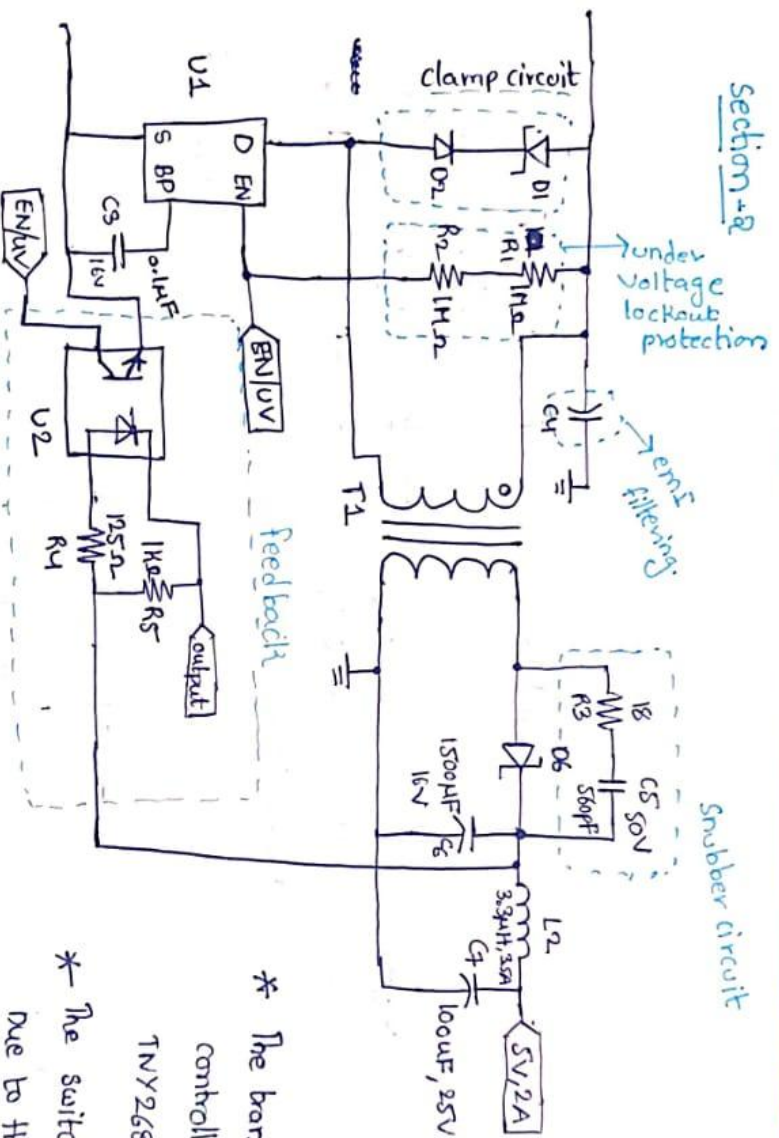 Section-2
clamp circuit
D1
D2
R1
1MΩ
R2
1MΩ
under
voltage
lockout
protection
C4
emI
filtering.
U1
D
EN
S
BP
C3
16V
0.1MF
EN/UV
EN/UV
T1
Snubber circuit
18
R3
C5
50V
560pF
D6
1500µF
16V
C6
L2
3.3µH, 3.5A
C7
100uF, 25V
5V, 2A
feedback
U2
125Ω
R4
1KΩ
R5
output
* The
controll
TNY268
* The switc
Due to th